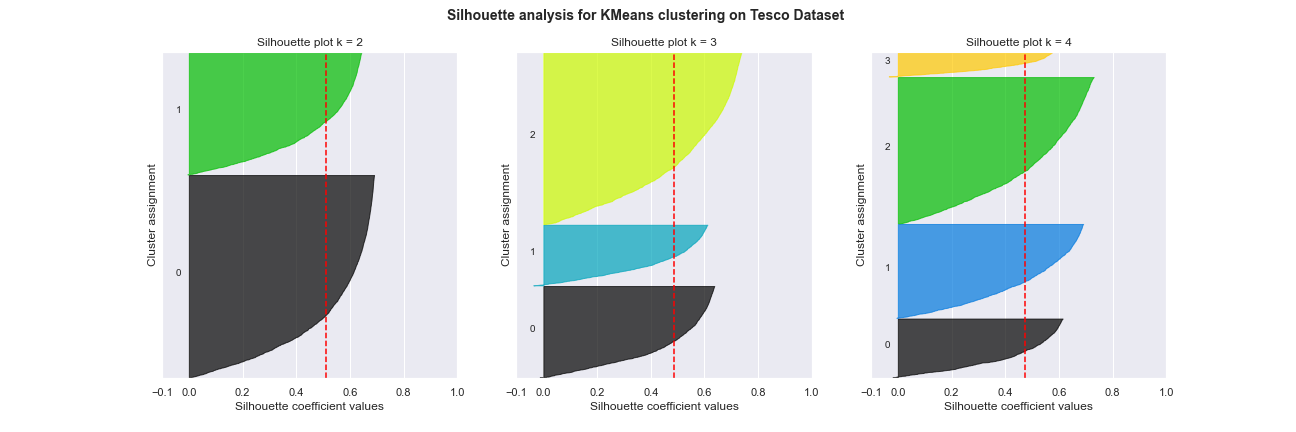 Silhouette analysis for KMeans clustering on Tesco Dataset
Silhouette plot k = 2
Cluster assignment
1
0
−0.1 0.0 0.2 0.4 0.6 0.8 1.0
Silhouette coefficient values
Silhouette plot k = 3
Cluster assignment
2
1
0
−0.1 0.0 0.2 0.4 0.6 0.8 1.0
Silhouette coefficient values
Silhouette plot k = 4
Cluster assignment
3
2
1
0
−0.1 0.0 0.2 0.4 0.6 0.8 1.0
Silhouette coefficient values